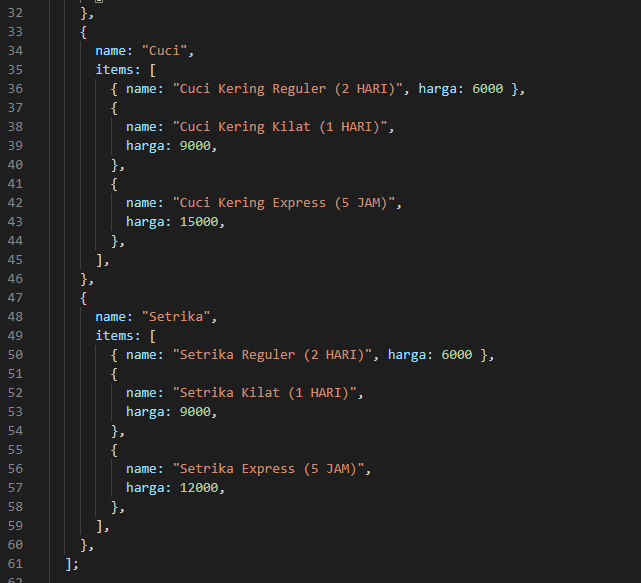 32 },
33 {
34 name: "Cuci",
35 items: [
36 { name: "Cuci Kering Reguler (2 HARI)", harga: 6000 },
37 {
38 name: "Cuci Kering Kilat (1 HARI)",
39 harga: 9000,
40 },
41 {
42 name: "Cuci Kering Express (5 JAM)",
43 harga: 15000,
44 },
45 ],
46 },
47 {
48 name: "Setrika",
49 items: [
50 { name: "Setrika Reguler (2 HARI)", harga: 6000 },
51 {
52 name: "Setrika Kilat (1 HARI)",
53 harga: 9000,
54 },
55 {
56 name: "Setrika Express (5 JAM)",
57 harga: 12000,
58 },
59 ],
60 },
61 ];
62